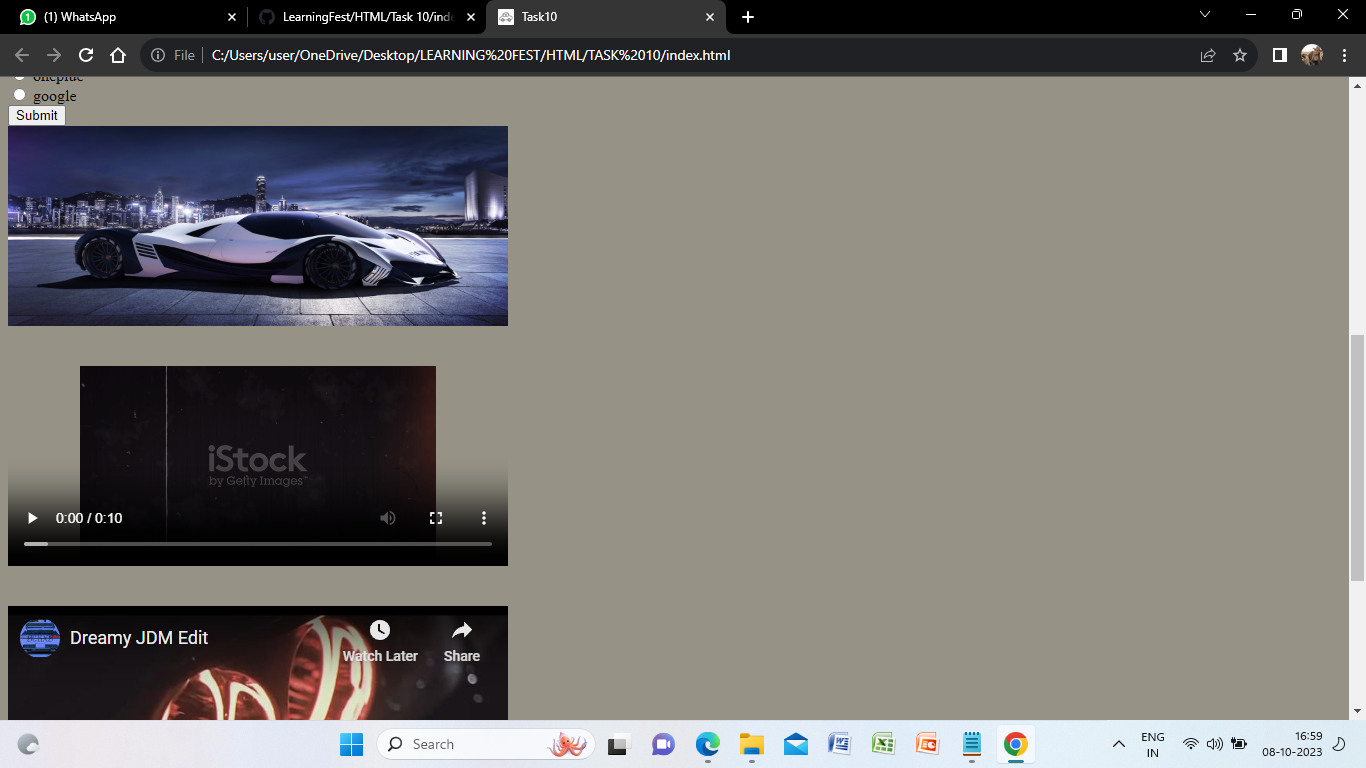 (1) WhatsApp
LearningFest/HTML/Task 10/inde
Task10
File
C:/Users/user/OneDrive/Desktop/LEARNING%20FEST/HTML/TASK%2010/index.html
oneplue
google
Submit
iStock
by Getty Images™
0:00 / 0:10
Dreamy JDM Edit
Watch Later
Share
Search
ENG
IN
16:59
08-10-2023